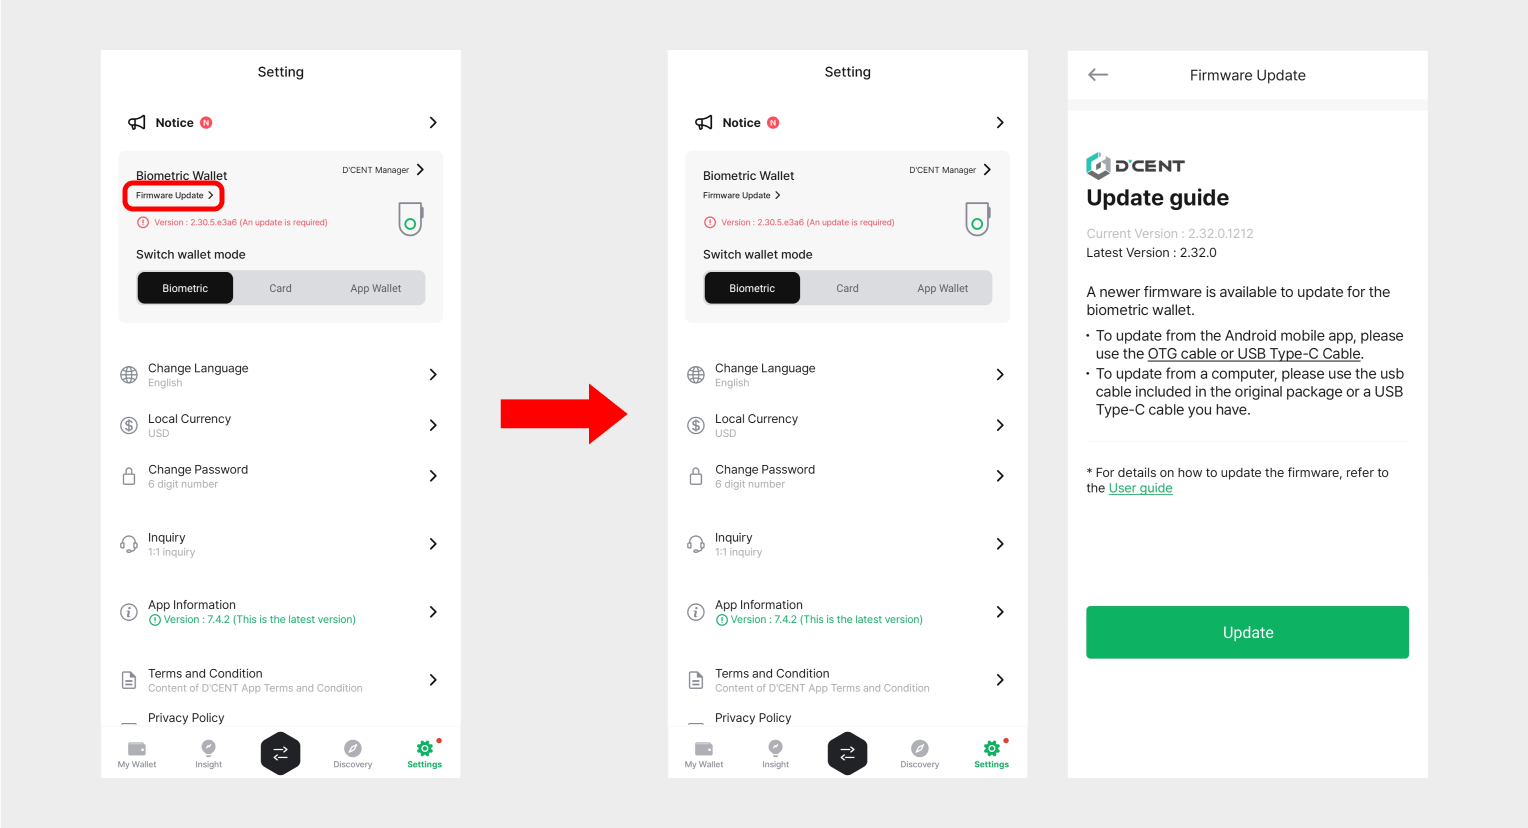 Setting
Notice N
Biometric Wallet
D'CENT Manager
Firmware Update
Version : 2.30.5.e3a6 (An update is required)
Switch wallet mode
Biometric Card App Wallet
Change Language
English
Local Currency
USD
Change Password
6 digit number
Inquiry
1:1 inquiry
App Information
Version : 7.4.2 (This is the latest version)
Terms and Condition
Content of D'CENT App Terms and Condition
Privacy Policy
My Wallet Insight Discovery Settings
Setting
Notice N
Biometric Wallet
D'CENT Manager
Firmware Update
Version : 2.30.5.e3a6 (An update is required)
Switch wallet mode
Biometric Card App Wallet
Change Language
English
Local Currency
USD
Change Password
6 digit number
Inquiry
1:1 inquiry
App Information
Version : 7.4.2 (This is the latest version)
Terms and Condition
Content of D'CENT App Terms and Condition
Privacy Policy
My Wallet Insight Discovery Settings
Firmware Update
D'CENT
Update guide
Current Version : 2.32.0.1212
Latest Version : 2.32.0
A newer firmware is available to update for the
biometric wallet.
• To update from the Android mobile app, please
use the OTG cable or USB Type-C Cable.
• To update from a computer, please use the usb
cable included in the original package or a USB
Type-C cable you have.
* For details on how to update the firmware, refer to
the User guide
Update